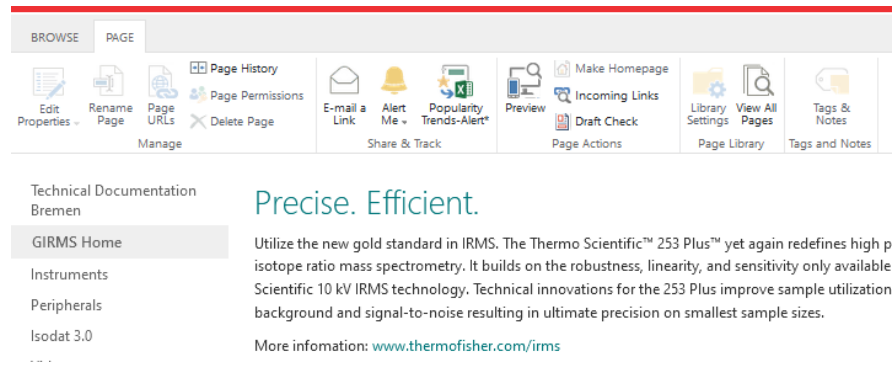 BROWSE PAGE
Edit Properties
Rename Page
Page URLs
Page History
Page Permissions
Delete Page
Manage
E-mail a Link
Alert Me
Popularity Trends-Alert*
Share & Track
Preview
Make Homepage
Incoming Links
Draft Check
Page Actions
Library Settings
View All Pages
Page Library
Tags & Notes
Tags and Notes
Technical Documentation
Bremen
GIRMS Home
Instruments
Peripherals
Isodat 3.0
Precise. Efficient.
Utilize the new gold standard in IRMS. The Thermo Scientific™ 253 Plus™ yet again redefines high p
isotope ratio mass spectrometry. It builds on the robustness, linearity, and sensitivity only available
Scientific 10 kV IRMS technology. Technical innovations for the 253 Plus improve sample utilization
background and signal-to-noise resulting in ultimate precision on smallest sample sizes.
More infomation: www.thermofisher.com/irms